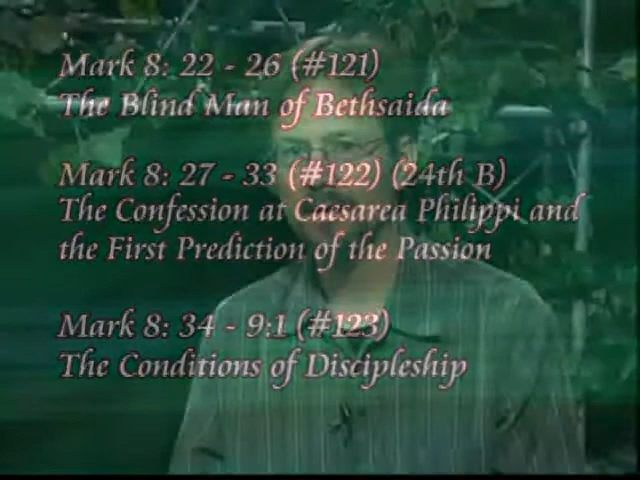 Mark 8: 22 - 26 (#121)
The Blind Man of Bethsaida
Mark 8: 27 - 33 (#122) (24th B)
The Confession at Caesarea Philippi and
the First Prediction of the Passion
Mark 8: 34 - 9:1 (#123)
The Conditions of Discipleship